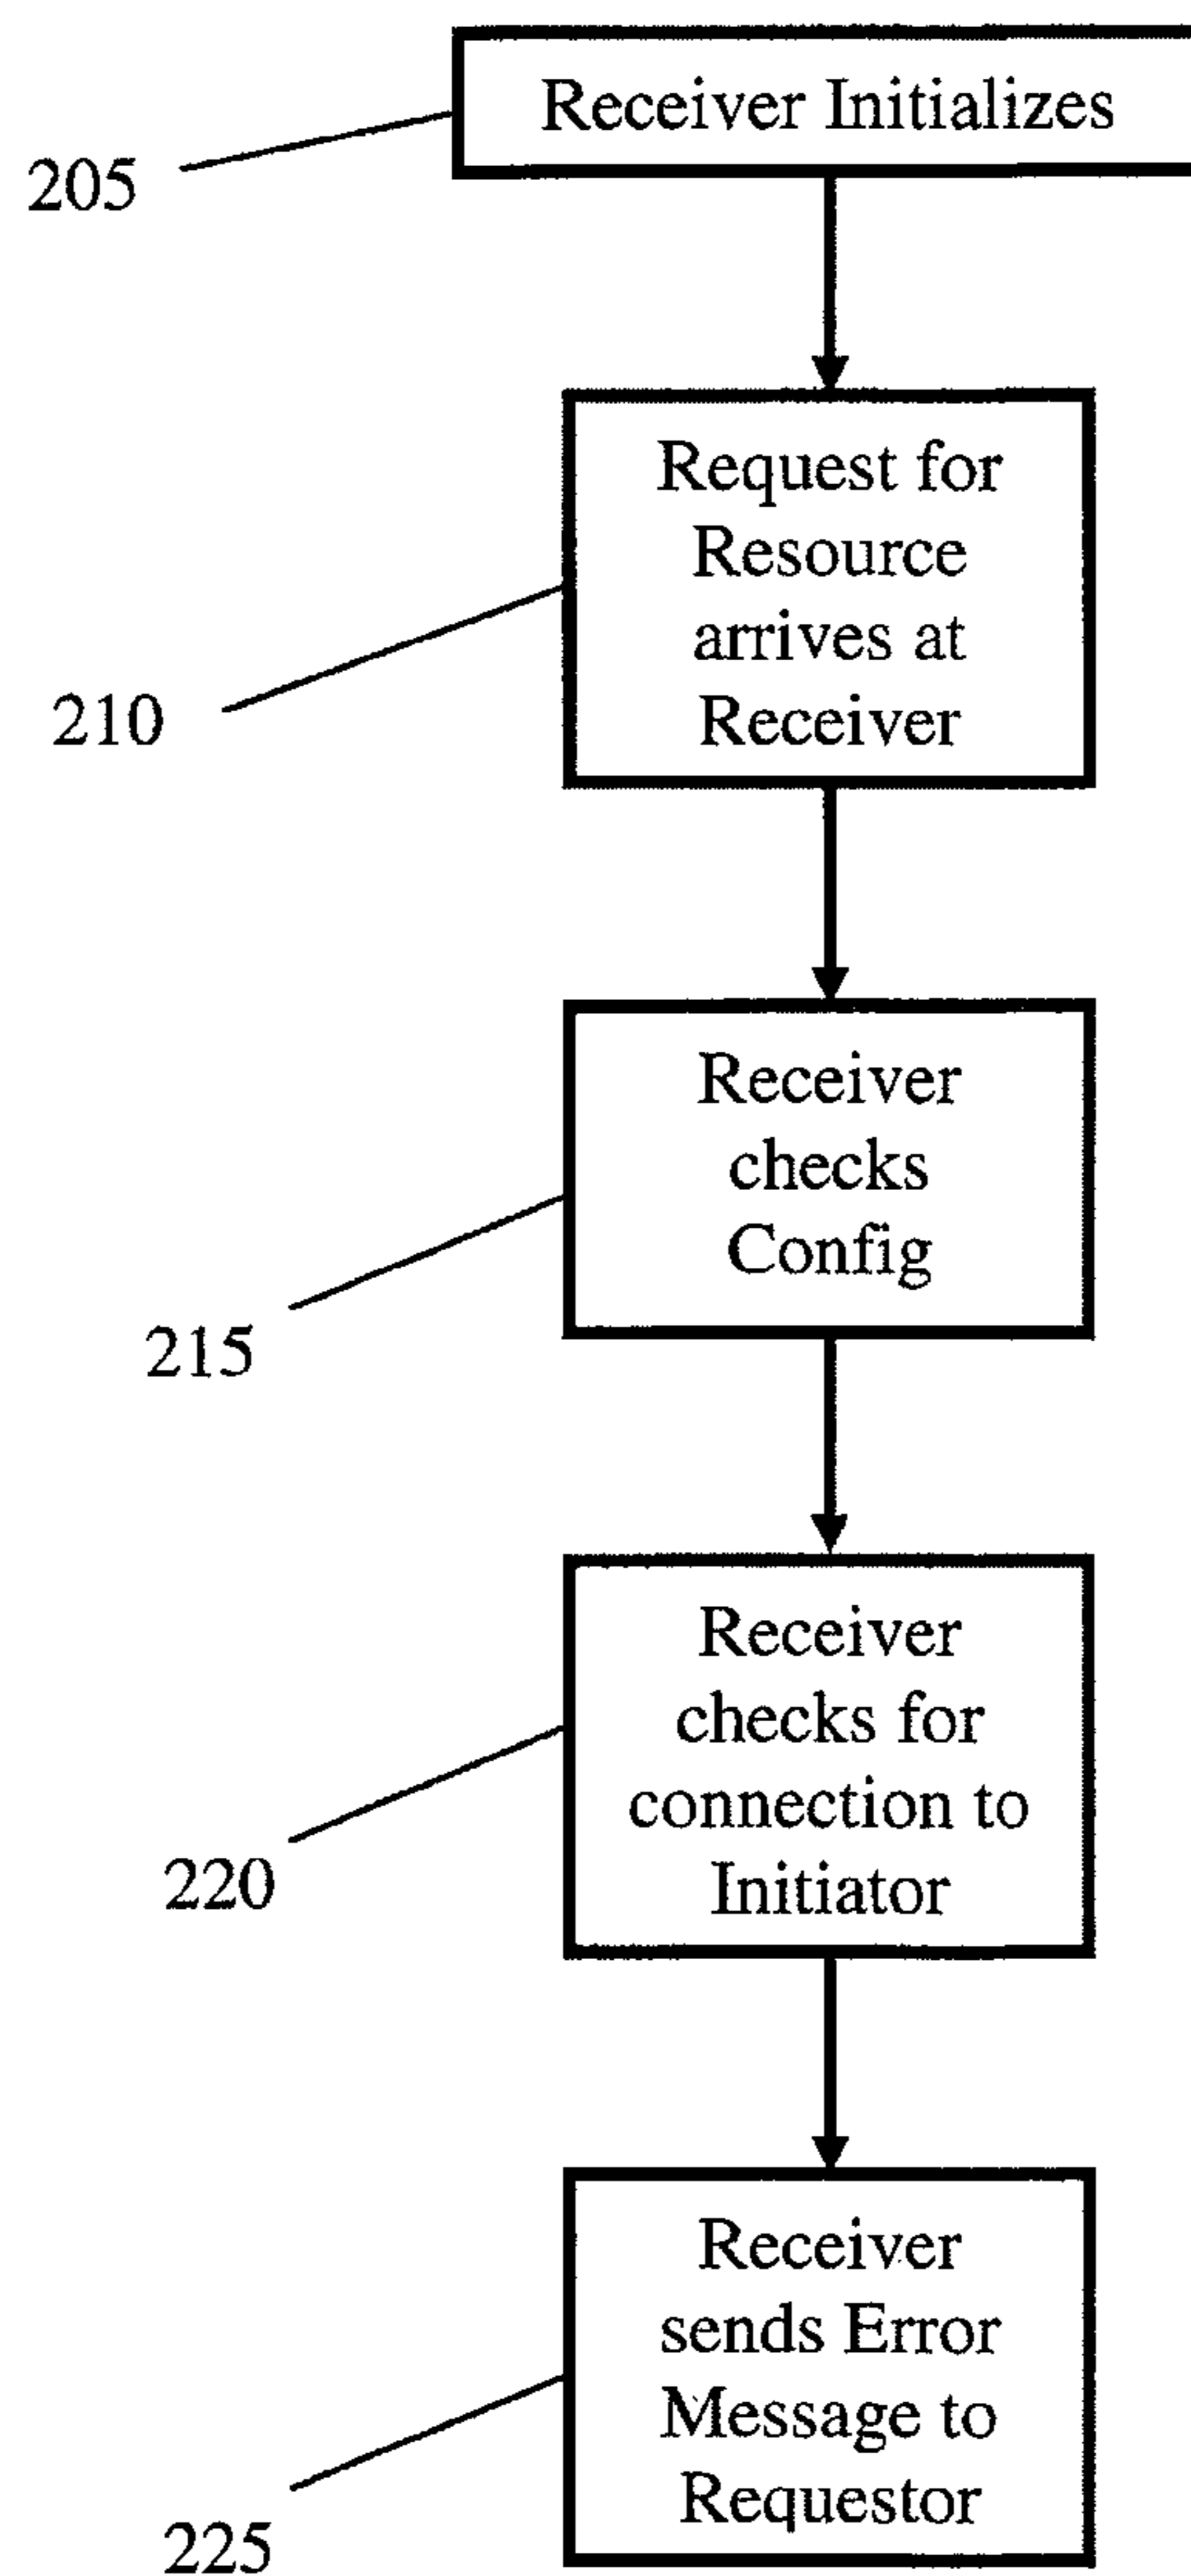 Receiver Initializes
205
Request for
Resource
arrives at
Receiver
210
Receiver
checks
Config
215
Receiver
checks for
connection to
Initiator
220
Receiver
sends Error
Message to
Requestor
225